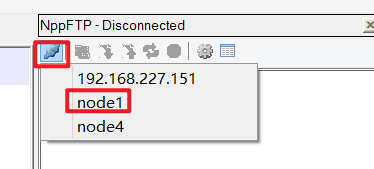 NppFTP - Disconnected
192.168.227.151
node1
node4